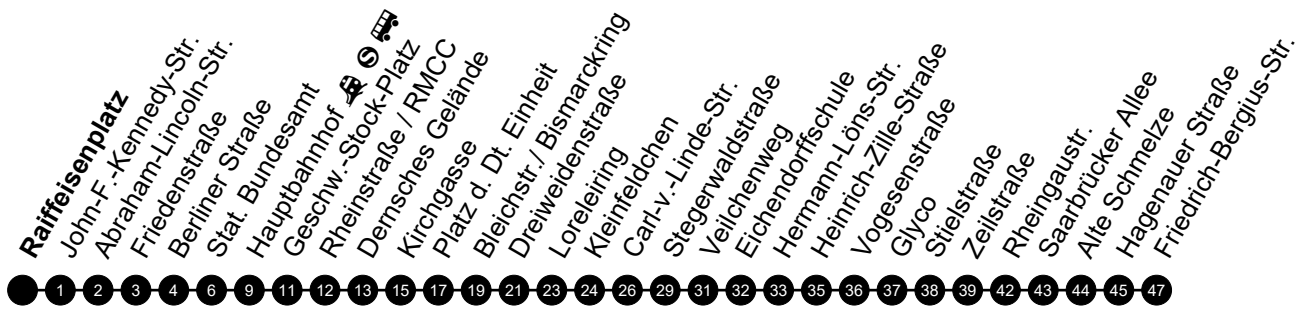 Raiffeisenplatz
John-F.-Kennedy-Str.
Abraham-Lincoln-Str.
Friedenstraße
Berliner Straße
Stat. Bundesamt
Hauptbahnhof S
Geschw.-Stock-Platz
Rheinstraße / RMCC
Dernsches Gelände
Kirchgasse
Platz d. Dt. Einheit
Bleichstr./ Bismarckring
Dreiweidenstraße
Loreleiring
Kleinfeldchen
Carl-v.-Linde-Str.
Stegerwaldstraße
Veilchenweg
Eichendorffschule
Hermann-Löns-Str.
Heinrich-Zille-Straße
Vogesenstraße
Glyco
Stielstraße
Zeilstraße
Rheingaustr.
Saarbrücker Allee
Alte Schmelze
Hagenauer Straße
Friedrich-Bergius-Str.
1 2 3 4 6 9 11 12 13 15 17 19 21 23 24 26 29 31 32 33 35 36 37 38 39 42 43 44 45 47